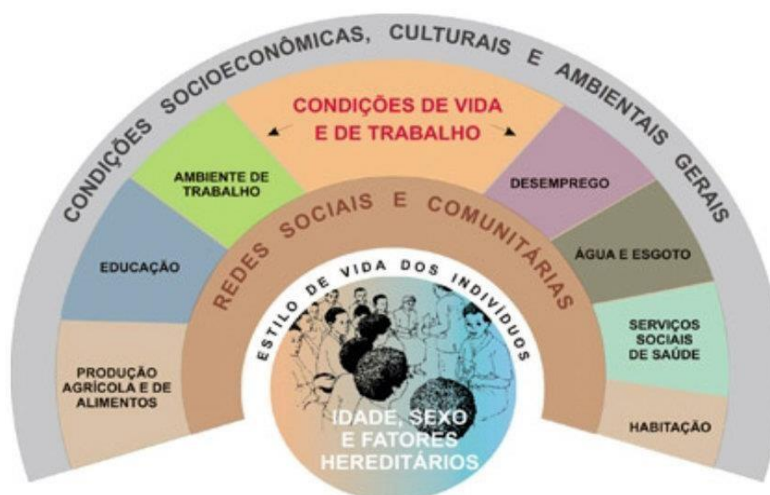 CONDIÇÕES SOCIOECONÔMICAS, CULTURAIS E AMBIENTAIS GERAIS
CONDIÇÕES DE VIDA
E DE TRABALHO
AMBIENTE DE
TRABALHO
DESEMPREGO
REDES SOCIAIS E COMUNITÁRIAS
EDUCAÇÃO
ÁGUA E ESGOTO
ESTILO DE VIDA DOS INDIVÍDUOS
SERVIÇOS
SOCIAIS
DE SAÚDE
PRODUÇÃO
AGRÍCOLA E DE
ALIMENTOS
HABITAÇÃO
IDADE, SEXO
E FATORES
HEREDITÁRIOS